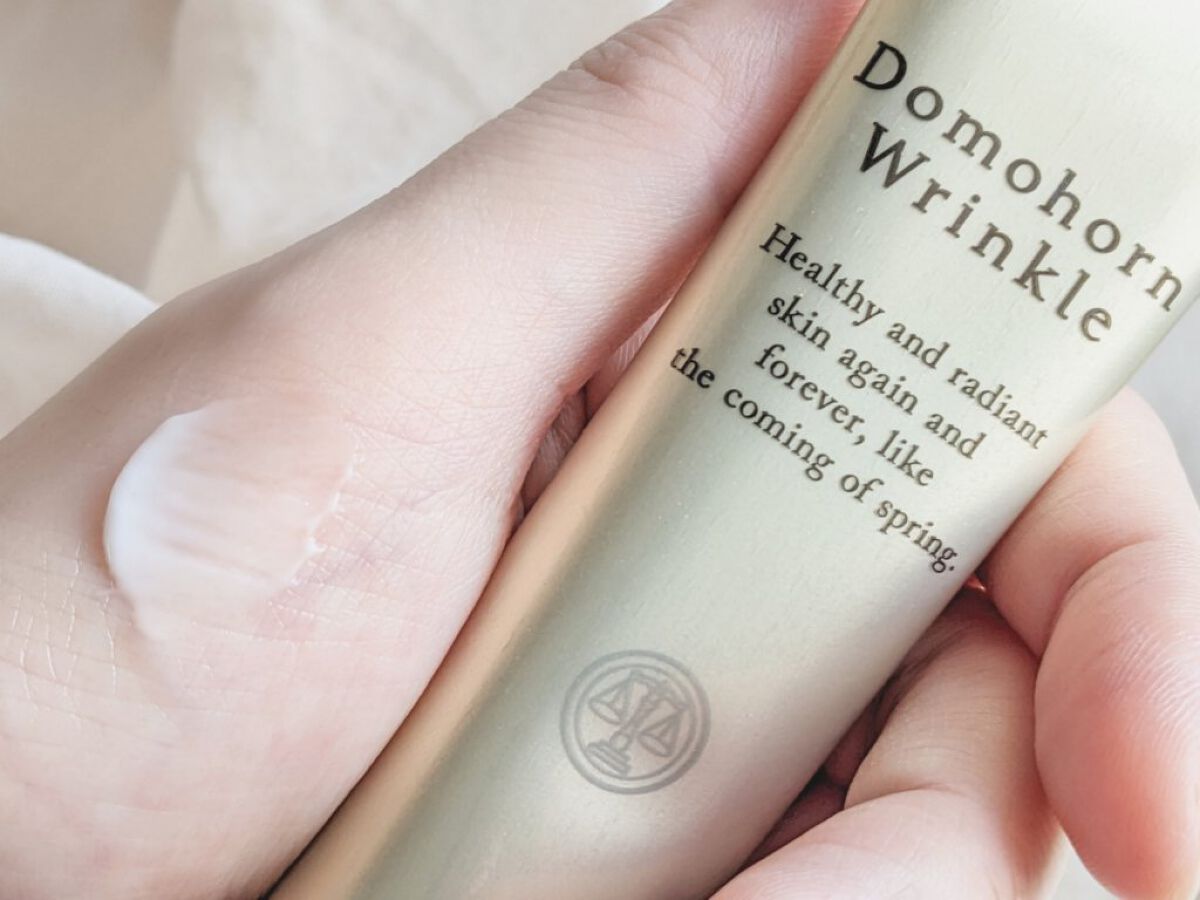 Domohorn
Wrinkle
Healthy and radiant
skin again and
forever, like
the coming of spring.